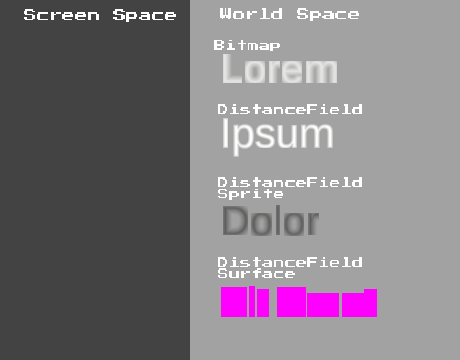 Screen Space
World Space
Bitmap
Lorem
DistanceField
Ipsum
DistanceField
Sprite
Dolor
DistanceField
Surface